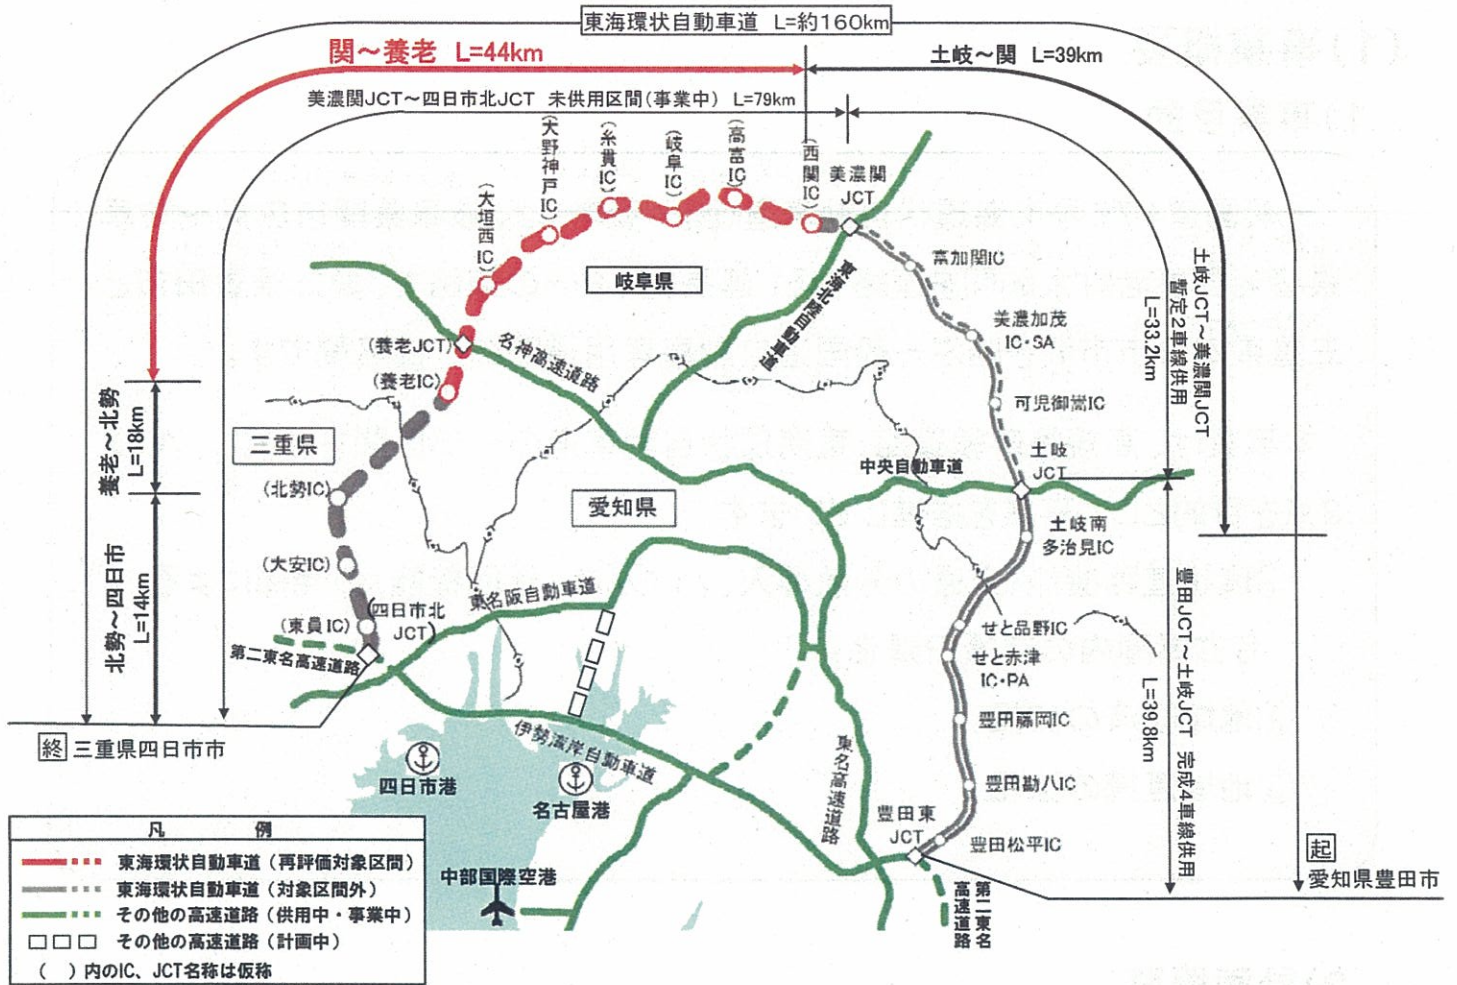 東海環状自動車道 L=約160km
関～養老 L=44km
土岐～関 L=39km
美濃関JCT～四日市北JCT 未供用区間(事業中) L=79km
(大垣西IC)
(大野神戸IC)
(糸貫IC)
(岐阜IC)
(高富IC)
(西関IC)
美濃関
JCT
富加関IC
美濃加茂
IC・SA
可児御嵩IC
土岐
JCT
土岐南
多治見IC
せと品野IC
せと赤津
IC・PA
豊田藤岡IC
豊田勘八IC
豊田松平IC
豊田東
JCT
土岐JCT～美濃関JCT
暫定2車線供用
L=33.2km
豊田JCT～土岐JCT 完成4車線供用
L=39.8km
岐阜県
三重県
愛知県
(養老JCT)
(養老IC)
(北勢IC)
(大安IC)
(東員IC)
(四日市北
JCT)
養老～北勢
L=18km
北勢～四日市
L=14km
名神高速道路
東海北陸自動車道
中央自動車道
東名阪自動車道
第二東名高速道路
伊勢湾岸自動車道
東名高速道路
第二東名
高速道路
四日市港
名古屋港
中部国際空港
終 三重県四日市市
起
愛知県豊田市
凡 例
東海環状自動車道（再評価対象区間）
東海環状自動車道（対象区間外）
その他の高速道路（供用中・事業中）
その他の高速道路（計画中）
（ ）内のIC、JCT名称は仮称